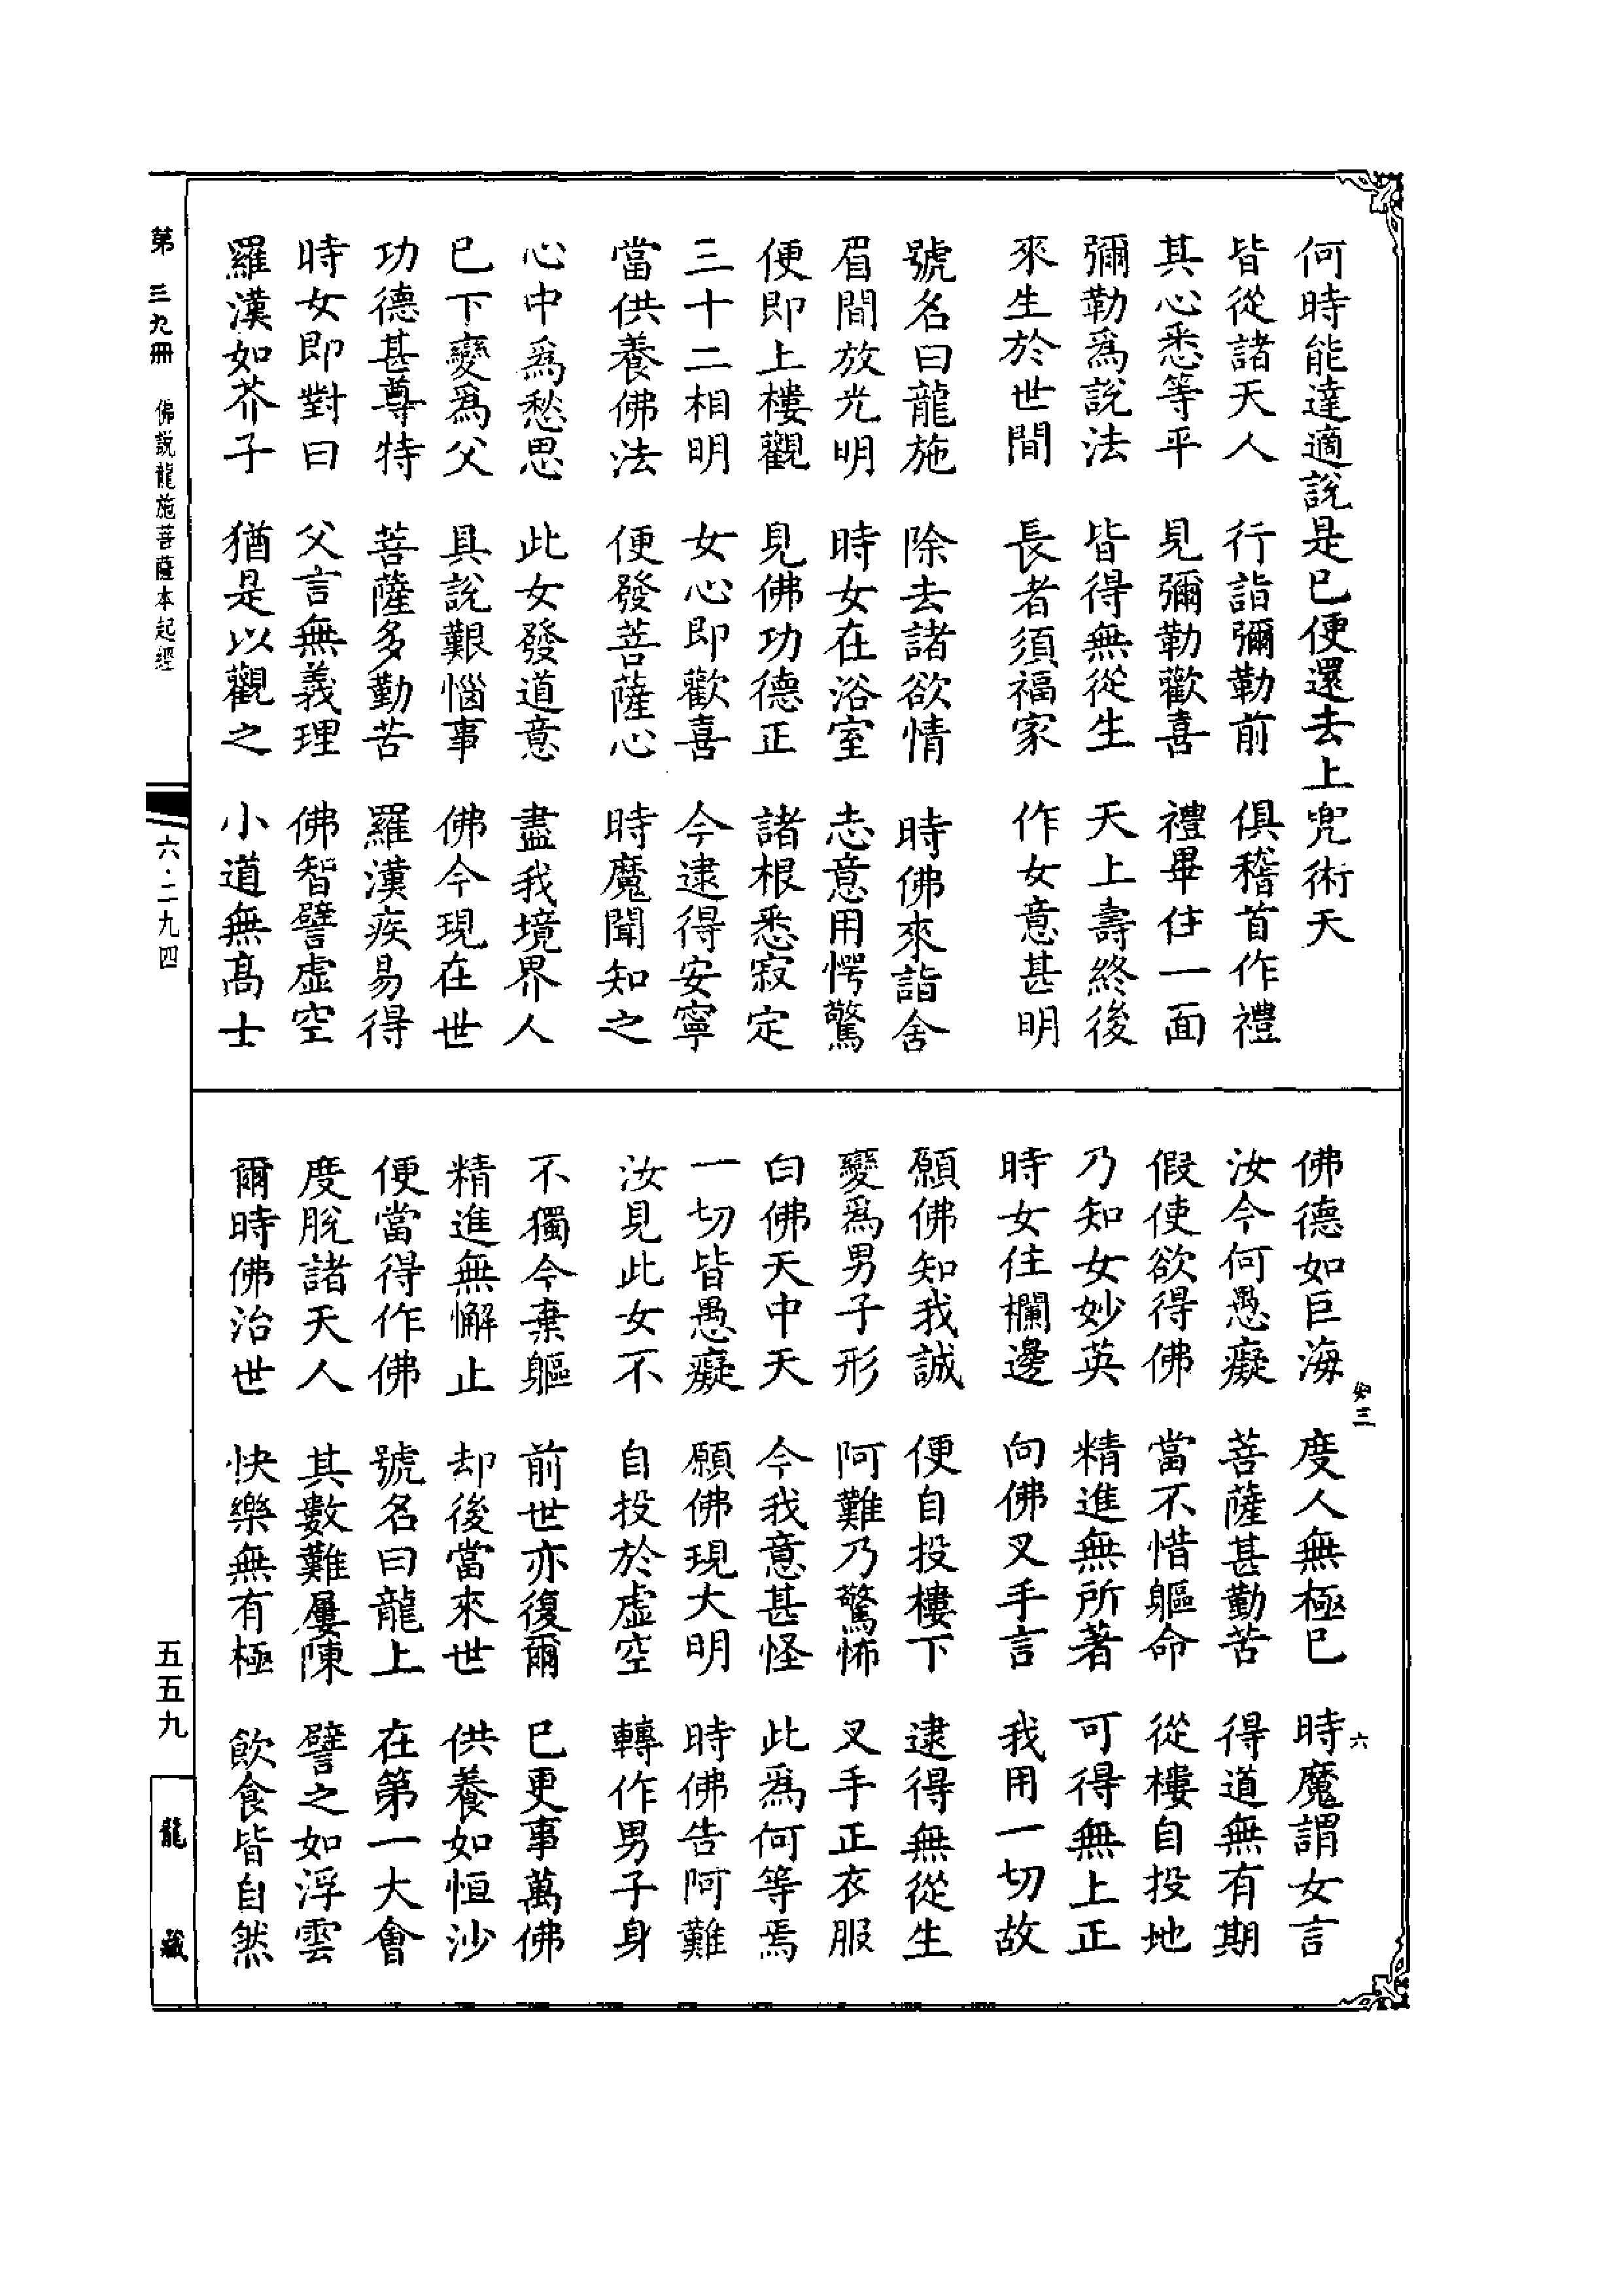 何時能達適說是已便還去上兜術天
皆從諸天人　行詣彌勒前　俱稽首作禮
其心悉等平　見彌勒歡喜　禮畢住一面
彌勒爲說法　皆得無從生　天上壽終後
來生於世間　長者須福家　作女意甚明
號名曰龍施　除去諸欲情　時佛來詣舍
眉間放光明　時女在浴室　志意用愕驚
便即上樓觀　見佛功德正　諸根悉寂定
三十二相明　女心即歡喜　今逮得安寧
當供養佛法　便發菩薩心　時魔聞知之
心中爲愁思　此女發道意　盡我境界人
已下變爲父　具說艱惱事　佛今現在世
功德甚尊特　菩薩多勤苦　羅漢疾易得
時女即對曰　父言無義理　佛智譬虛空
羅漢如芥子　猶是以觀之　小道無高士
佛德如巨海　度人無極已　時魔謂女言
汝今何愚癡　菩薩甚勤苦　得道無有期
假使欲得佛　當不惜軀命　從樓自投地
乃知女妙英　精進無所著　可得無上正
時女住欄邊　向佛叉手言　我用一切故
願佛知我誠　便自投樓下　逮得無從生
變爲男子形　阿難乃驚怖　叉手正衣服
白佛天中天　今我意甚怪　此爲何等焉
一切皆愚癡　願佛現大明　時佛告阿難
汝見此女不　自投於虛空　轉作男子身
不獨今棄軀　前世亦復爾　已更事萬佛
精進無懈止　却後當來世　供養如恒沙
便當得作佛　號名曰龍上　在第一大會
度脫諸天人　其數難屢陳　譬之如浮雲
爾時佛治世　快樂無有極　飲食皆自然
第三九冊　佛說龍施菩薩本起經
六·二九四
五五九
龍藏
六